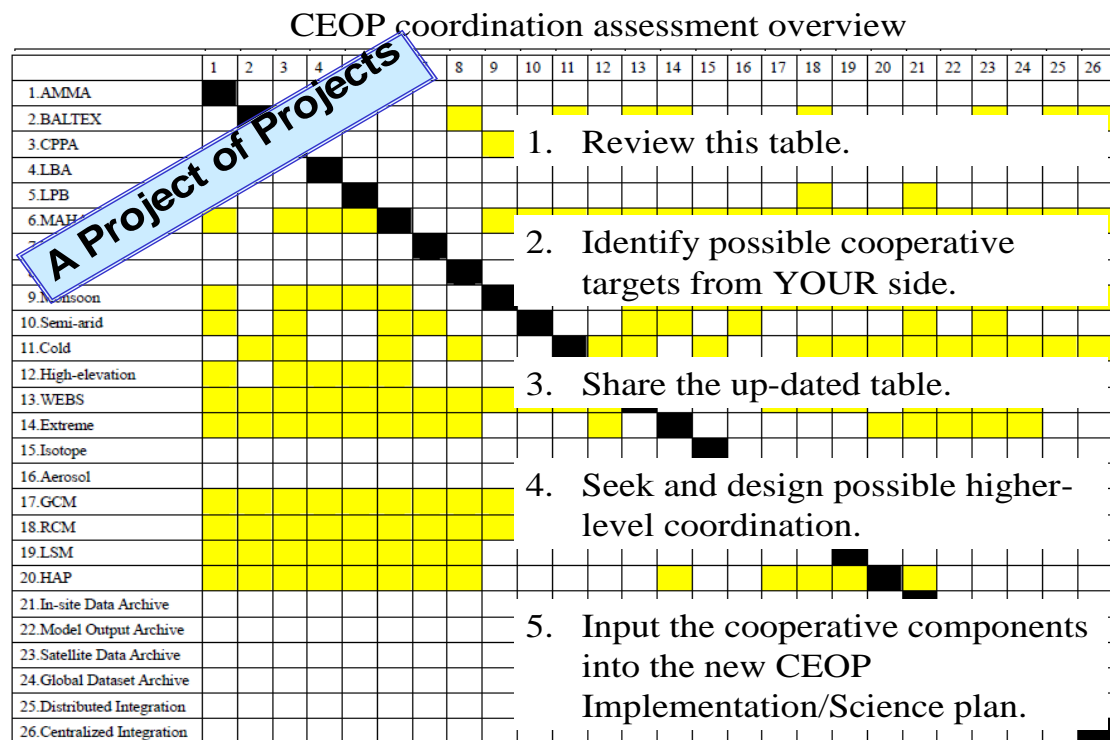 CEOP coordination assessment overview
A Project of Projects
1 2 3 4 8 9 10 11 12 13 14 15 16 17 18 19 20 21 22 23 24 25 26
1.AMMA
2.BALTEX
3.CPPA
4.LBA
5.LPB
9.Monsoon
10.Semi-arid
11.Cold
12.High-elevation
13.WEBS
14.Extreme
15.Isotope
16.Aerosol
17.GCM
18.RCM
19.LSM
20.HAP
21.In-site Data Archive
22.Model Output Archive
23.Satellite Data Archive
24.Global Dataset Archive
25.Distributed Integration
26.Centralized Integration
1. Review this table.
2. Identify possible cooperative
targets from YOUR side.
3. Share the up-dated table.
4. Seek and design possible higher-
level coordination.
5. Input the cooperative components
into the new CEOP
Implementation/Science plan.